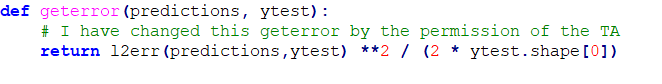 def geterror(predictions, ytest):
    # I have changed this geterror by the permission of the TA
    return l2err(predictions,ytest) **2 / (2 * ytest.shape[0])